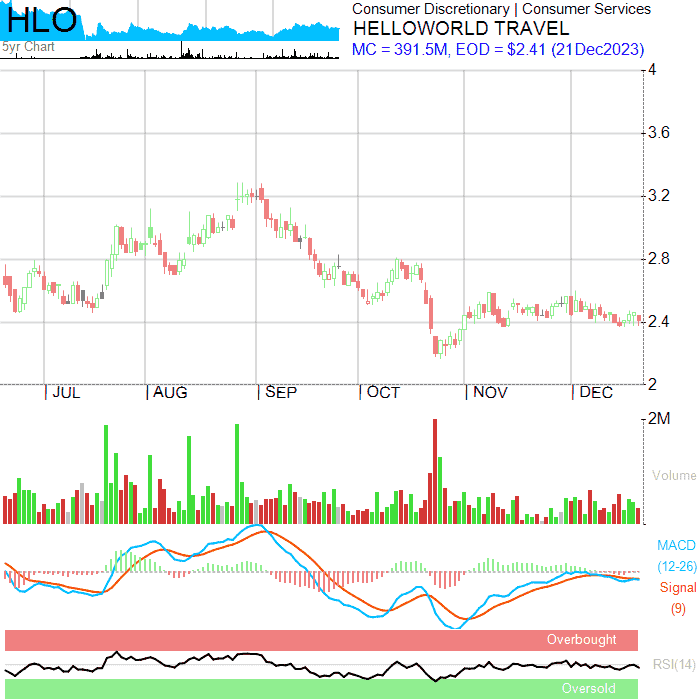 HLO
5yr Chart
Consumer Discretionary | Consumer Services
HELLOWORLD TRAVEL
MC = 391.5M, EOD = $2.41 (21Dec2023)
4
3.6
3.2
2.8
2.4
2
JUL AUG SEP OCT NOV DEC
2M
Volume
MACD
(12-26)
Signal
(9)
Overbought
RSI(14)
Oversold